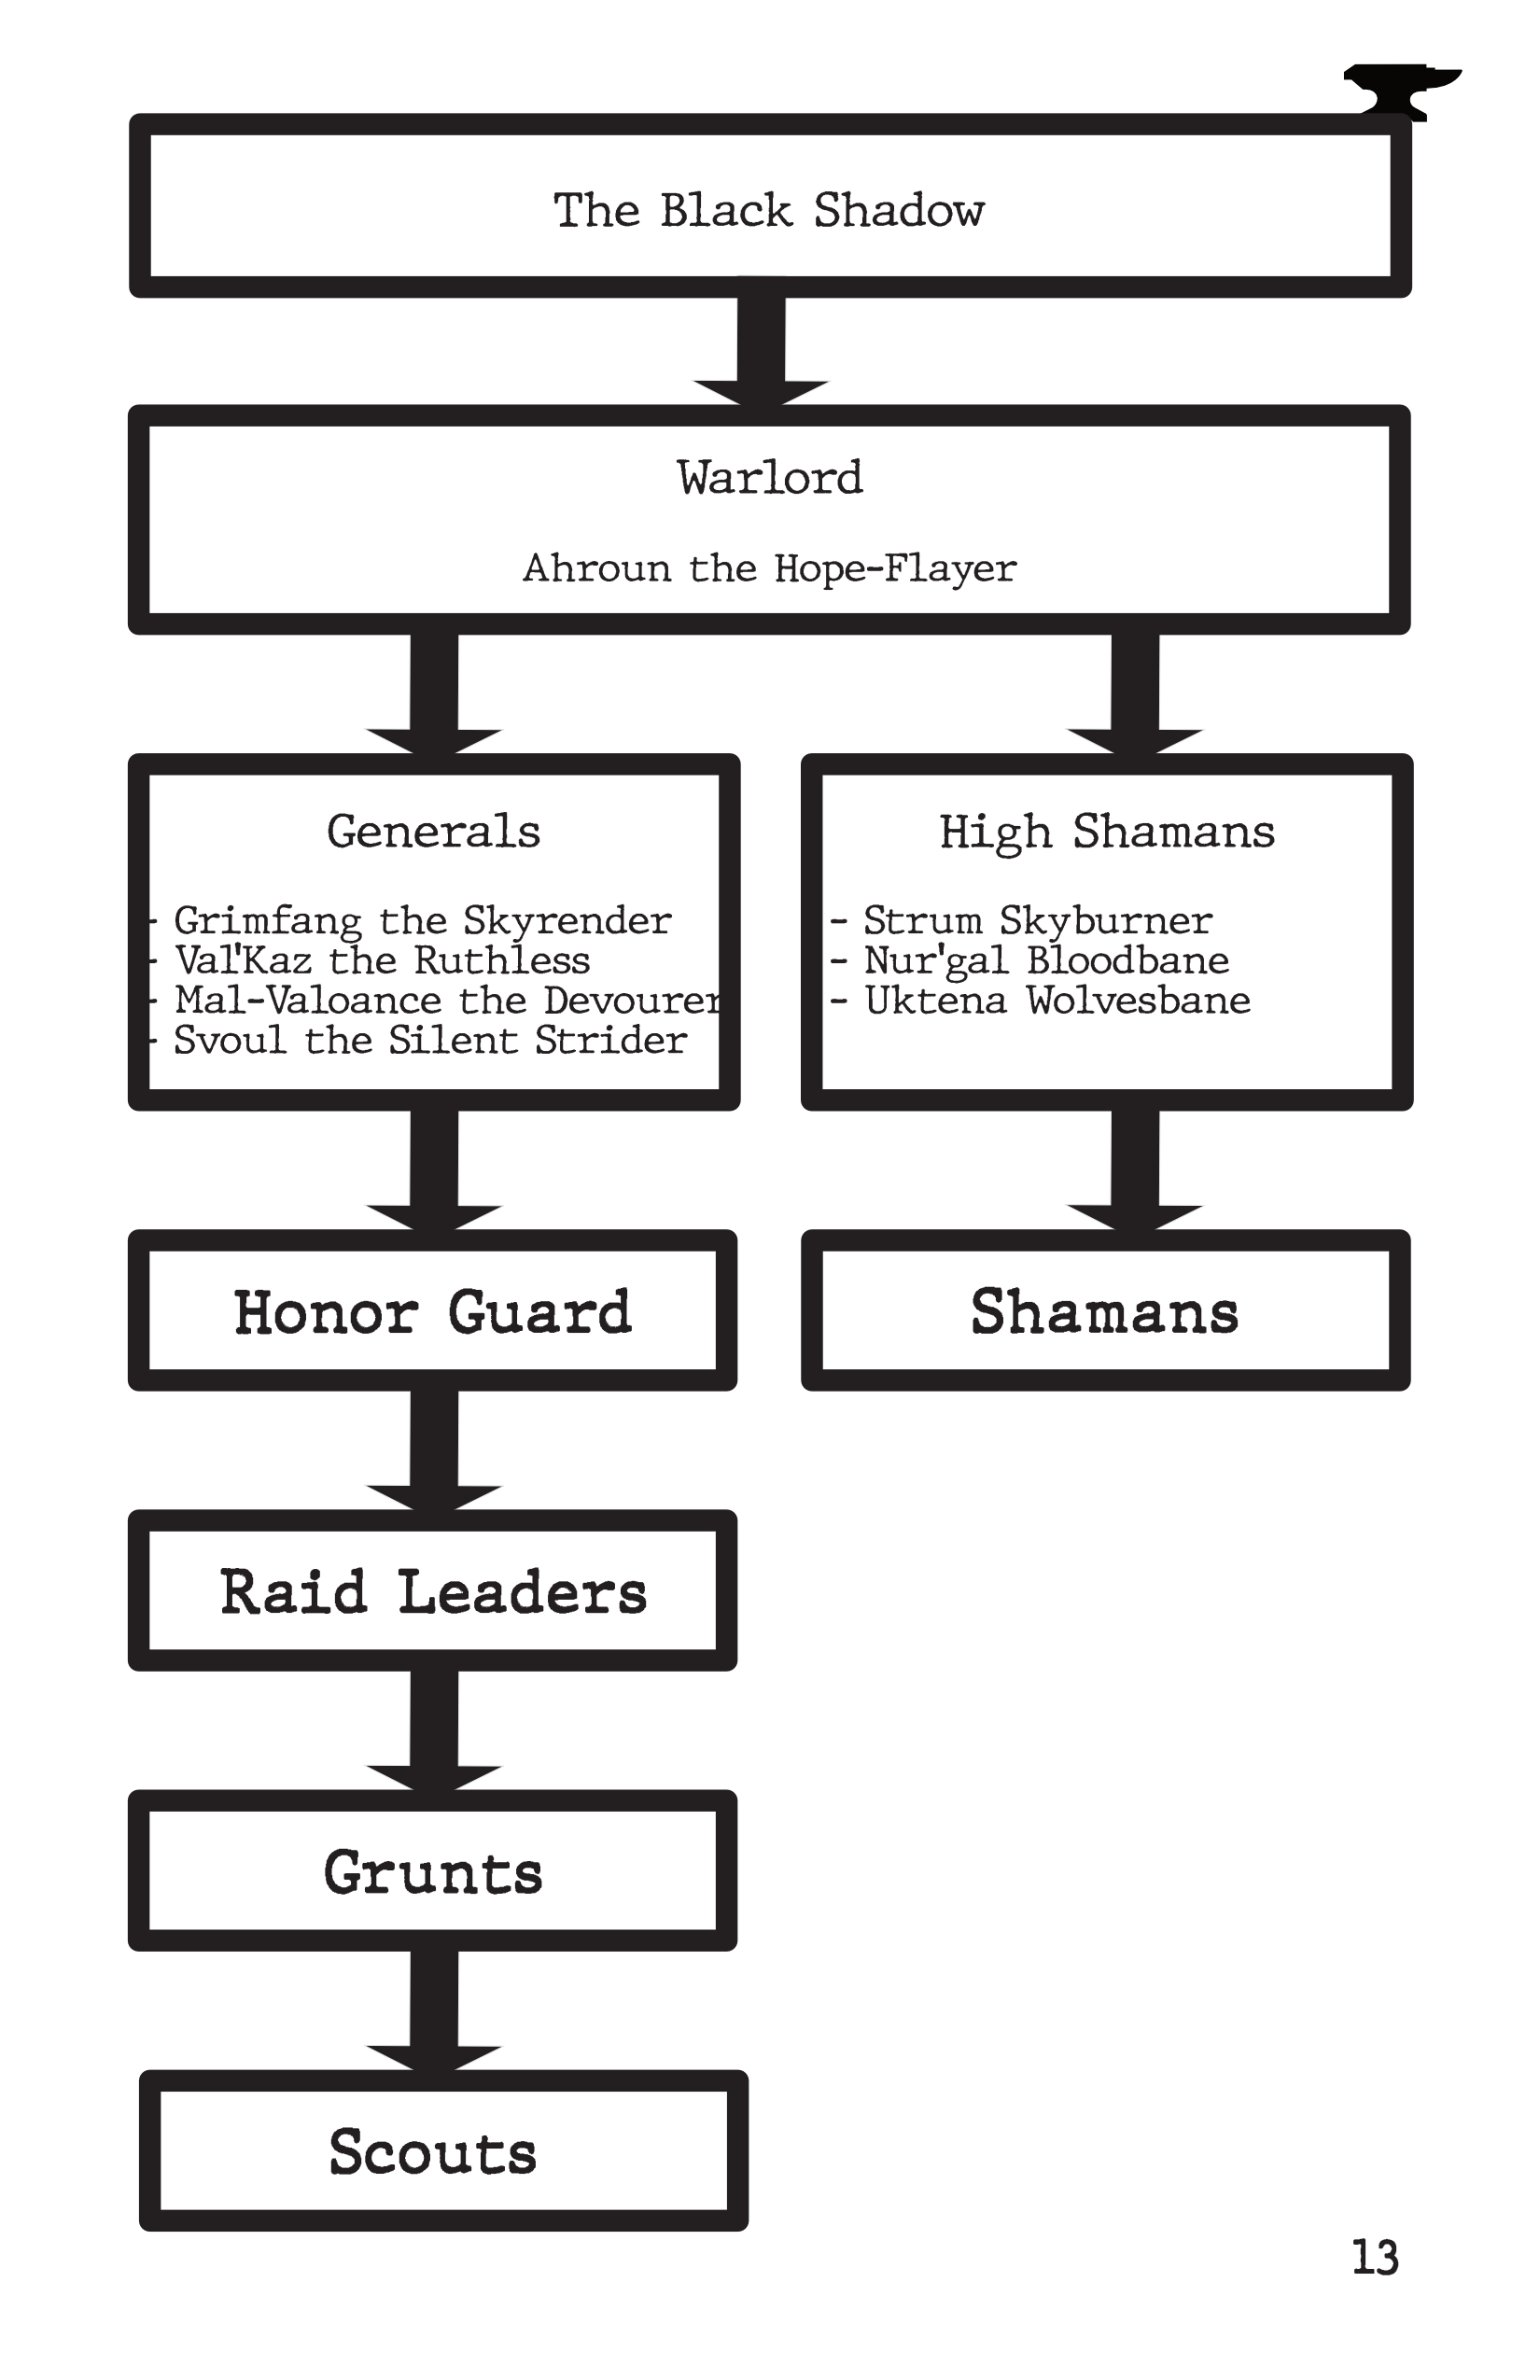 The Black Shadow
Warlord
Ahroun the Hope-Flayer
Generals
- Grimfang the Skyrender
- Val'Kaz the Ruthless
- Mal-Valoance the Devourer
- Svoul the Silent Strider
High Shamans
- Strum Skyburner
- Nur'gal Bloodbane
- Uktena Wolvesbane
Honor Guard
Shamans
Raid Leaders
Grunts
Scouts
13